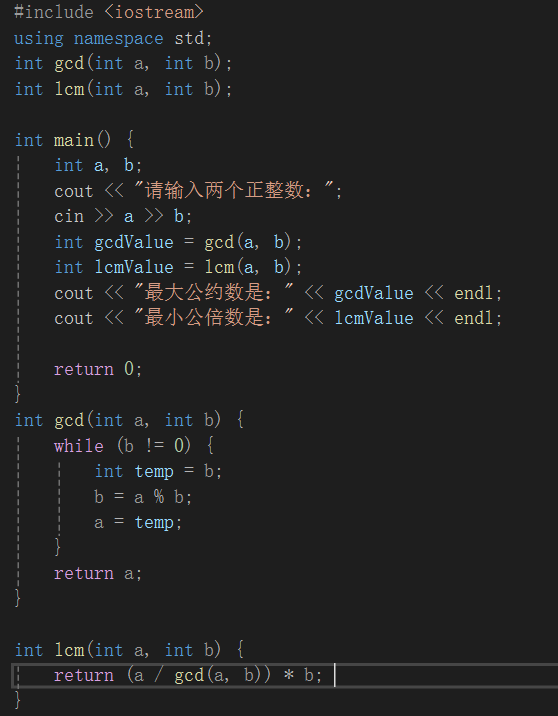 #include <iostream>
using namespace std;
int gcd(int a, int b);
int lcm(int a, int b);
int main() {
int a, b;
cout << "请输入两个正整数：";
cin >> a >> b;
int gcdValue = gcd(a, b);
int lcmValue = lcm(a, b);
cout << "最大公约数是：" << gcdValue << endl;
cout << "最小公倍数是：" << lcmValue << endl;
return 0;
}
int gcd(int a, int b) {
while (b != 0) {
int temp = b;
b = a % b;
a = temp;
}
return a;
}
int lcm(int a, int b) {
return (a / gcd(a, b)) * b;
}